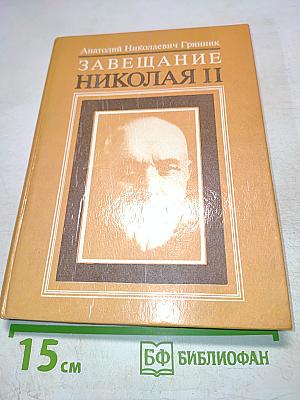 Анатолий Николаевич Грянник
ЗАВЕЩАНИЕ
НИКОЛАЯ II
15 см
БФ БИБЛИОФАН